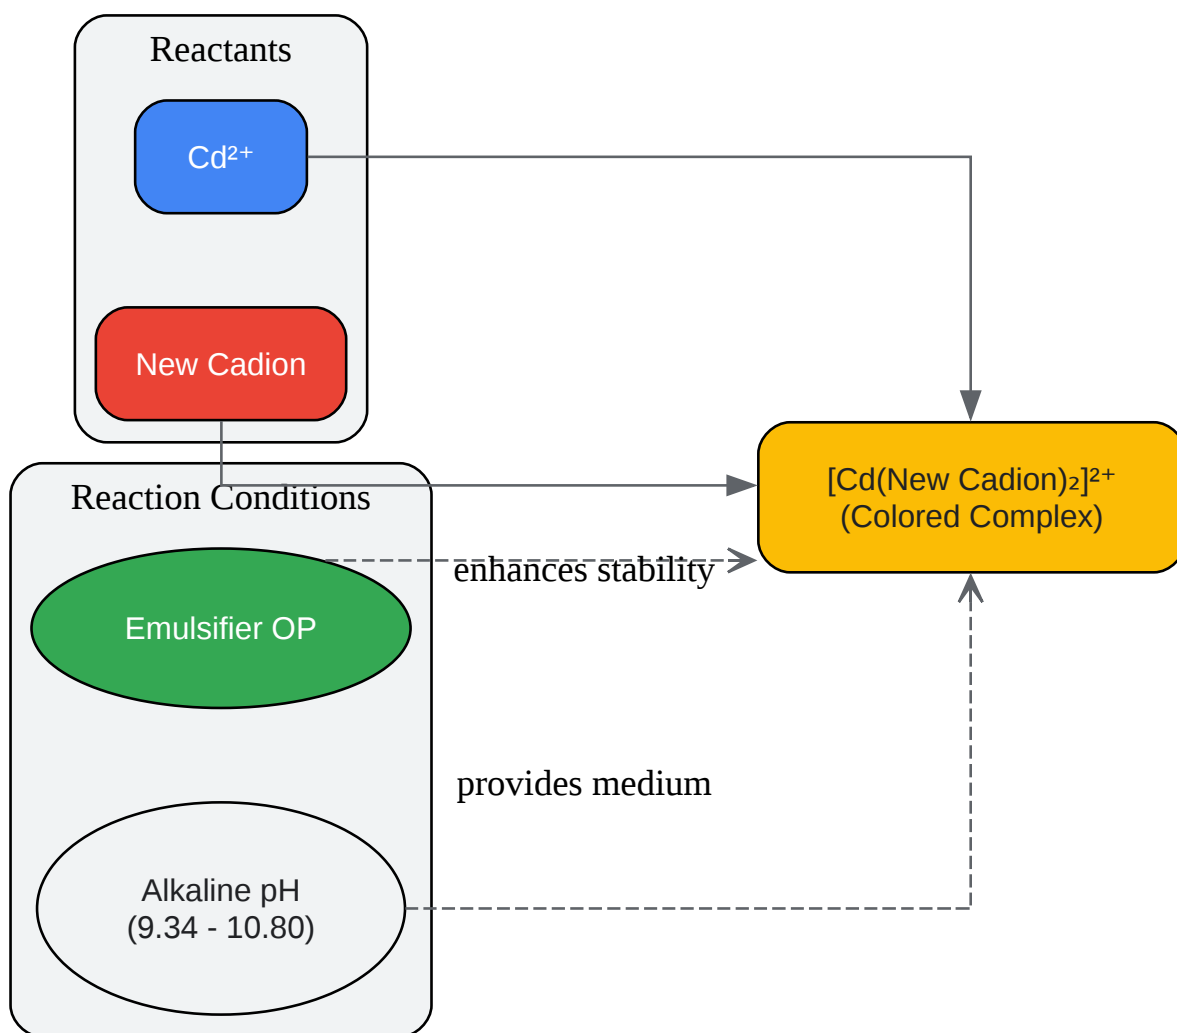 Reactants
Cd²⁺
New Cadion
Reaction Conditions
[Cd(New Cadion)₂]²⁺
(Colored Complex)
enhances stability
Emulsifier OP
provides medium
Alkaline pH
(9.34 - 10.80)